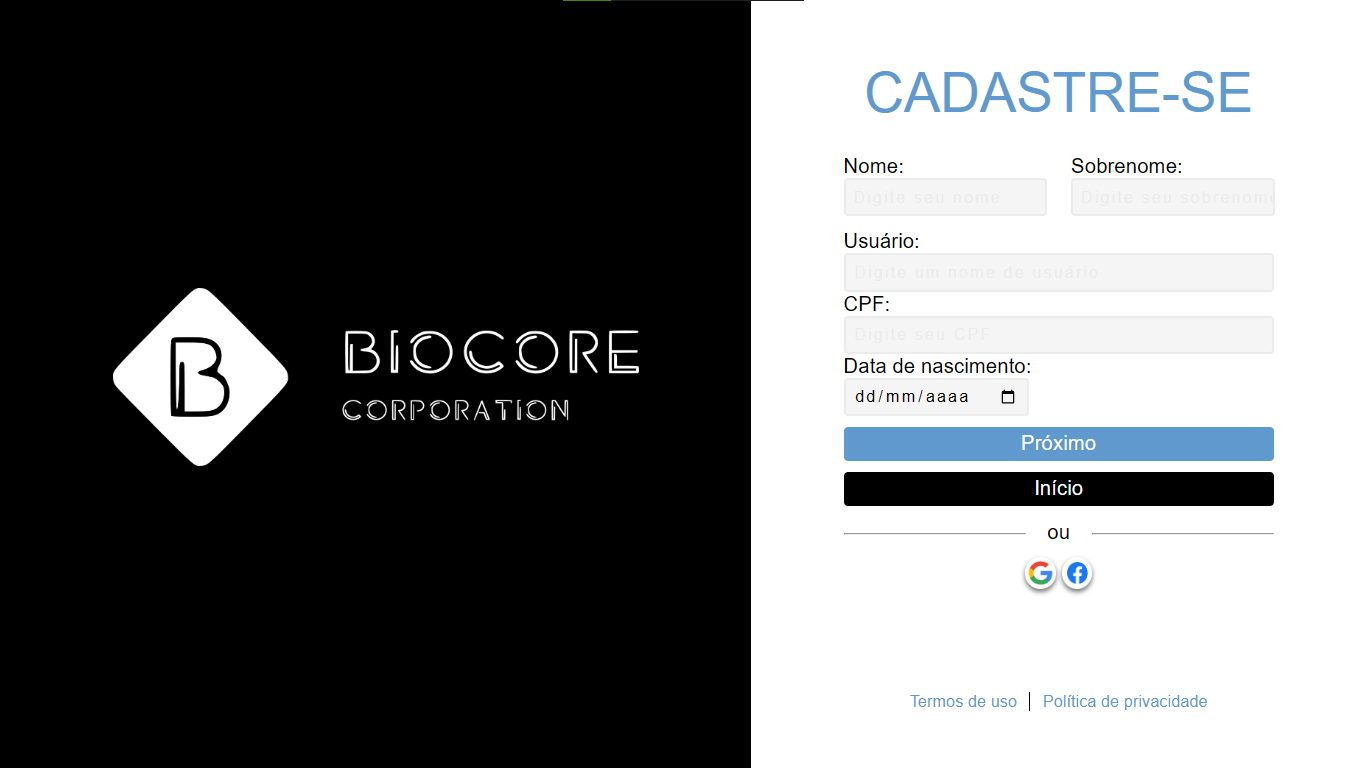 B
BIOCORE
CORPORATION
CADASTRE-SE
Nome: Sobrenome:
Digite seu nome Digite seu sobrenome
Usuário:
Digite um nome de usuário
CPF:
Digite seu CPF
Data de nascimento:
dd/mm/aaaa
Próximo
Início
ou
Termos de uso Política de privacidade